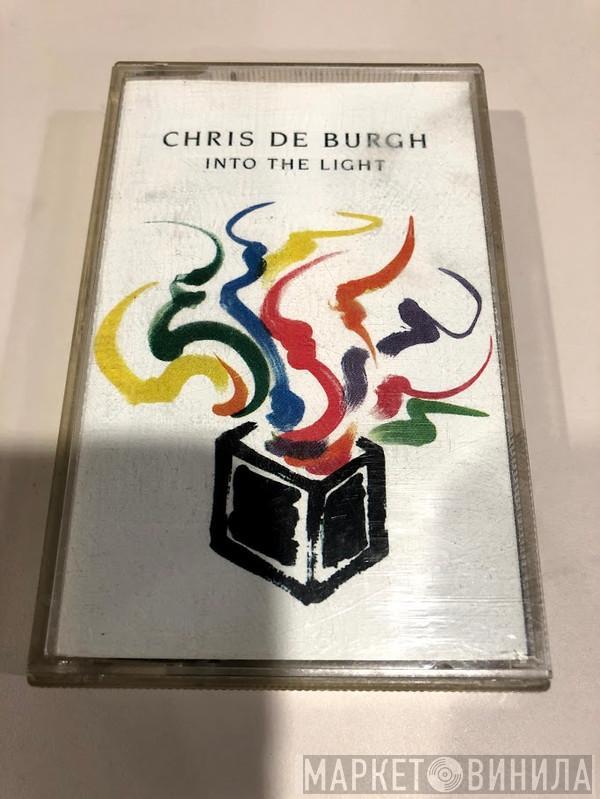 CHRIS DE BURGH
INTO THE LIGHT
МАРКЕТ ВИНИЛА